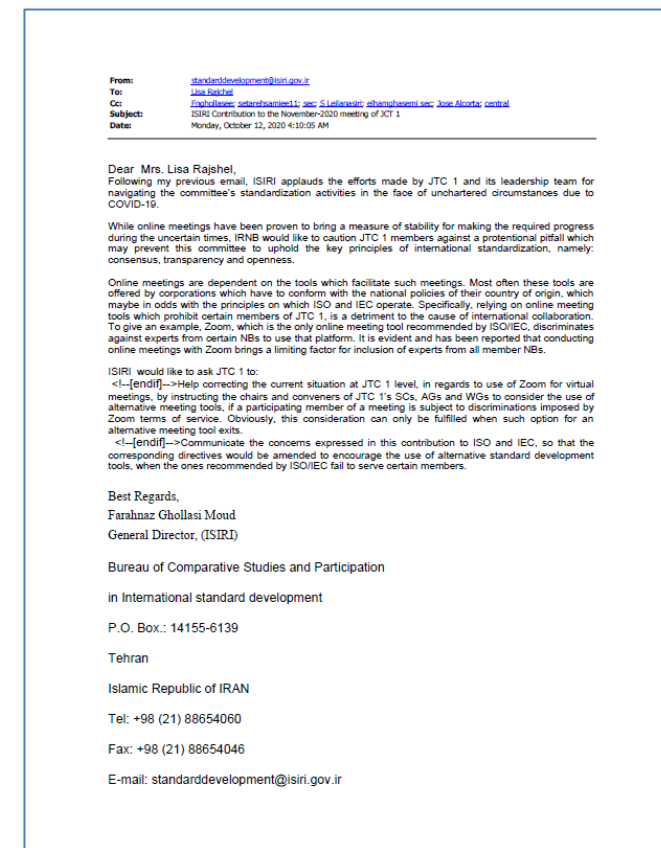 From: standarddevelopment@isiri.gov.ir
To: Lisa Rajchel
Cc: Fnghollasee; setarehsamiee11; sec; S Leilanasiri; elhamghasemi sec; Jose Alcorta; central
Subject: ISIRI Contribution to the November-2020 meeting of JCT 1
Date: Monday, October 12, 2020 4:10:05 AM
Dear Mrs. Lisa Rajshel,
Following my previous email, ISIRI applauds the efforts made by JTC 1 and its leadership team for
navigating the committee's standardization activities in the face of unchartered circumstances due to
COVID-19.
While online meetings have been proven to bring a measure of stability for making the required progress
during the uncertain times, IRNB would like to caution JTC 1 members against a protentional pitfall which
may prevent this committee to uphold the key principles of international standardization, namely:
consensus, transparency and openness.
Online meetings are dependent on the tools which facilitate such meetings. Most often these tools are
offered by corporations which have to conform with the national policies of their country of origin, which
maybe in odds with the principles on which ISO and IEC operate. Specifically, relying on online meeting
tools which prohibit certain members of JTC 1, is a detriment to the cause of international collaboration.
To give an example, Zoom, which is the only online meeting tool recommended by ISO/IEC, discriminates
against experts from certain NBs to use that platform. It is evident and has been reported that conducting
online meetings with Zoom brings a limiting factor for inclusion of experts from all member NBs.
ISIRI would like to ask JTC 1 to:
<!--[endif]-->Help correcting the current situation at JTC 1 level, in regards to use of Zoom for virtual
meetings, by instructing the chairs and conveners of JTC 1's SCs, AGs and WGs to consider the use of
alternative meeting tools, if a participating member of a meeting is subject to discriminations imposed by
Zoom terms of service. Obviously, this consideration can only be fulfilled when such option for an
alternative meeting tool exits.
<!--[endif]-->Communicate the concerns expressed in this contribution to ISO and IEC, so that the
corresponding directives would be amended to encourage the use of alternative standard development
tools, when the ones recommended by ISO/IEC fail to serve certain members.
Best Regards,
Farahnaz Ghollasi Moud
General Director, (ISIRI)
Bureau of Comparative Studies and Participation
in International standard development
P.O. Box.: 14155-6139
Tehran
Islamic Republic of IRAN
Tel: +98 (21) 88654060
Fax: +98 (21) 88654046
E-mail: standarddevelopment@isiri.gov.ir